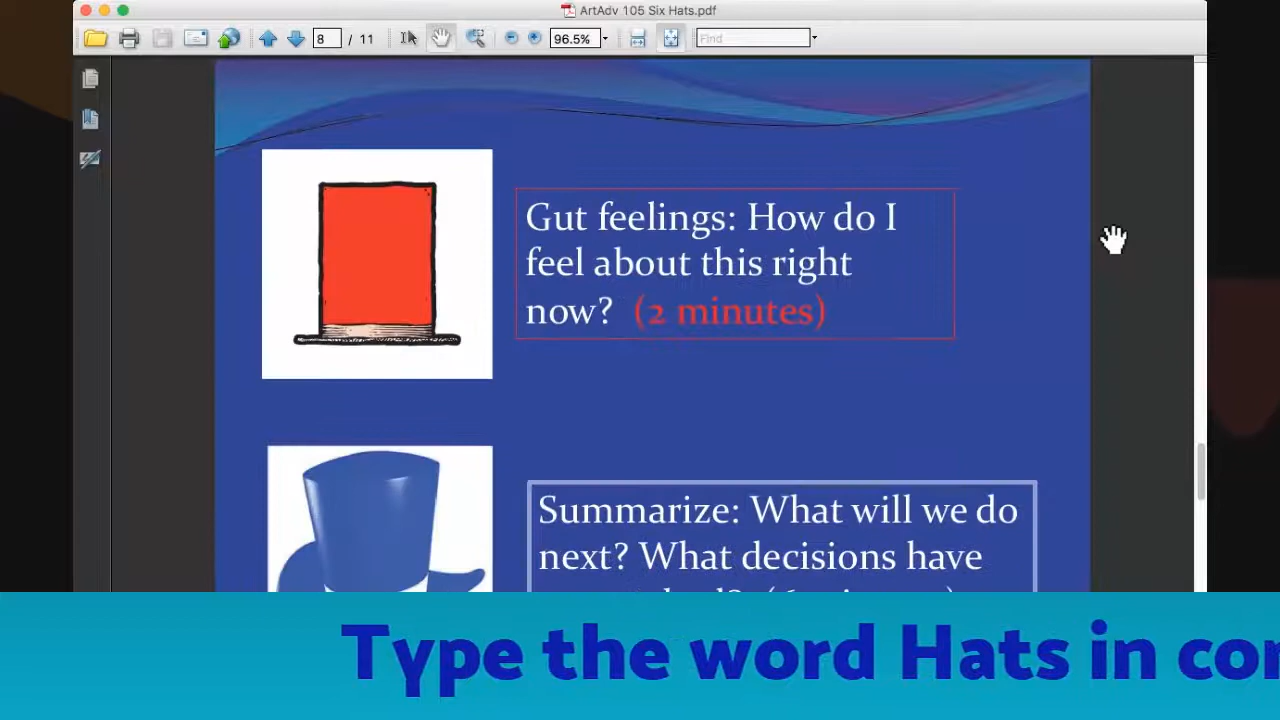 ArtAdv 105 Six Hats.pdf
8 / 11 96.5% Find
Gut feelings: How do I
feel about this right
now? (2 minutes)
Summarize: What will we do
next? What decisions have
Type the word Hats in